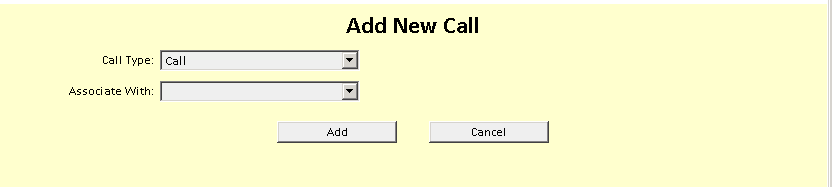 Add New Call
Call Type: Call
Associate With:
Add Cancel